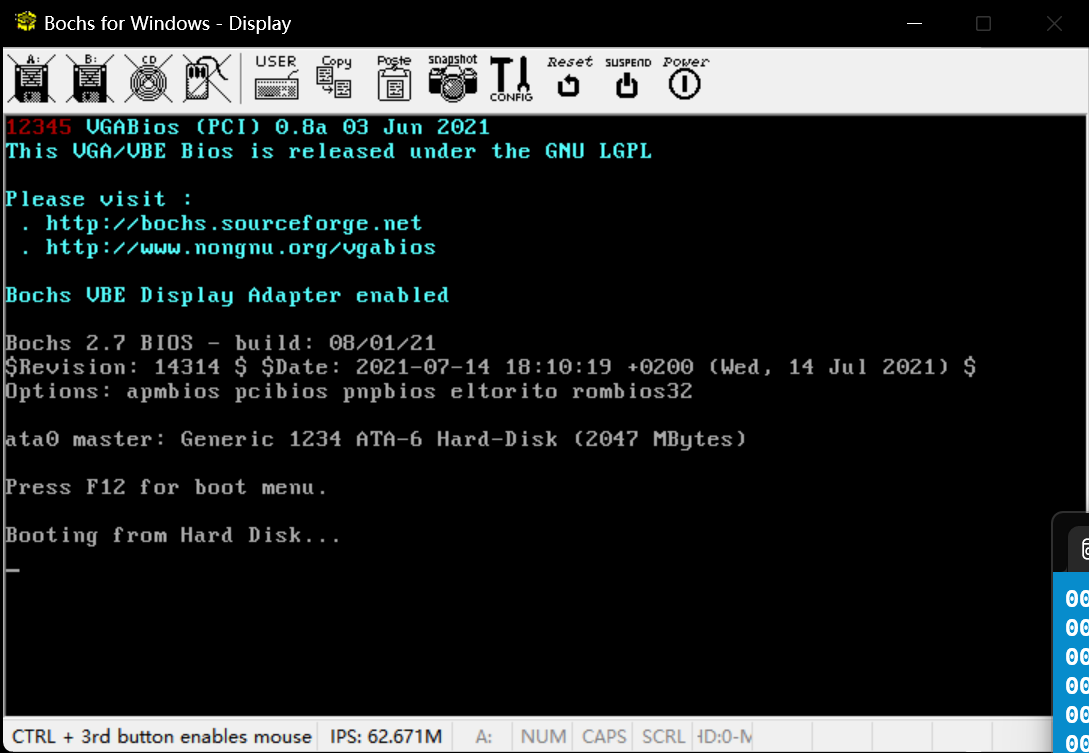 Bochs for Windows - Display
A: B: CD USER Copy Paste snapshot CONFIG Reset SUSPEND Power
12345 VGABios (PCI) 0.8a 03 Jun 2021
This VGA/VBE Bios is released under the GNU LGPL
Please visit :
. http://bochs.sourceforge.net
. http://www.nongnu.org/vgabios
Bochs VBE Display Adapter enabled
Bochs 2.7 BIOS - build: 08/01/21
$Revision: 14314 $ $Date: 2021-07-14 18:10:19 +0200 (Wed, 14 Jul 2021) $
Options: apmbios pcibios pnpbios eltorito rombios32
ata0 master: Generic 1234 ATA-6 Hard-Disk (2047 MBytes)
Press F12 for boot menu.
Booting from Hard Disk...
_
00
00
00
00
00
00
CTRL + 3rd button enables mouse IPS: 62.671M A: NUM CAPS SCRL HD:0-M